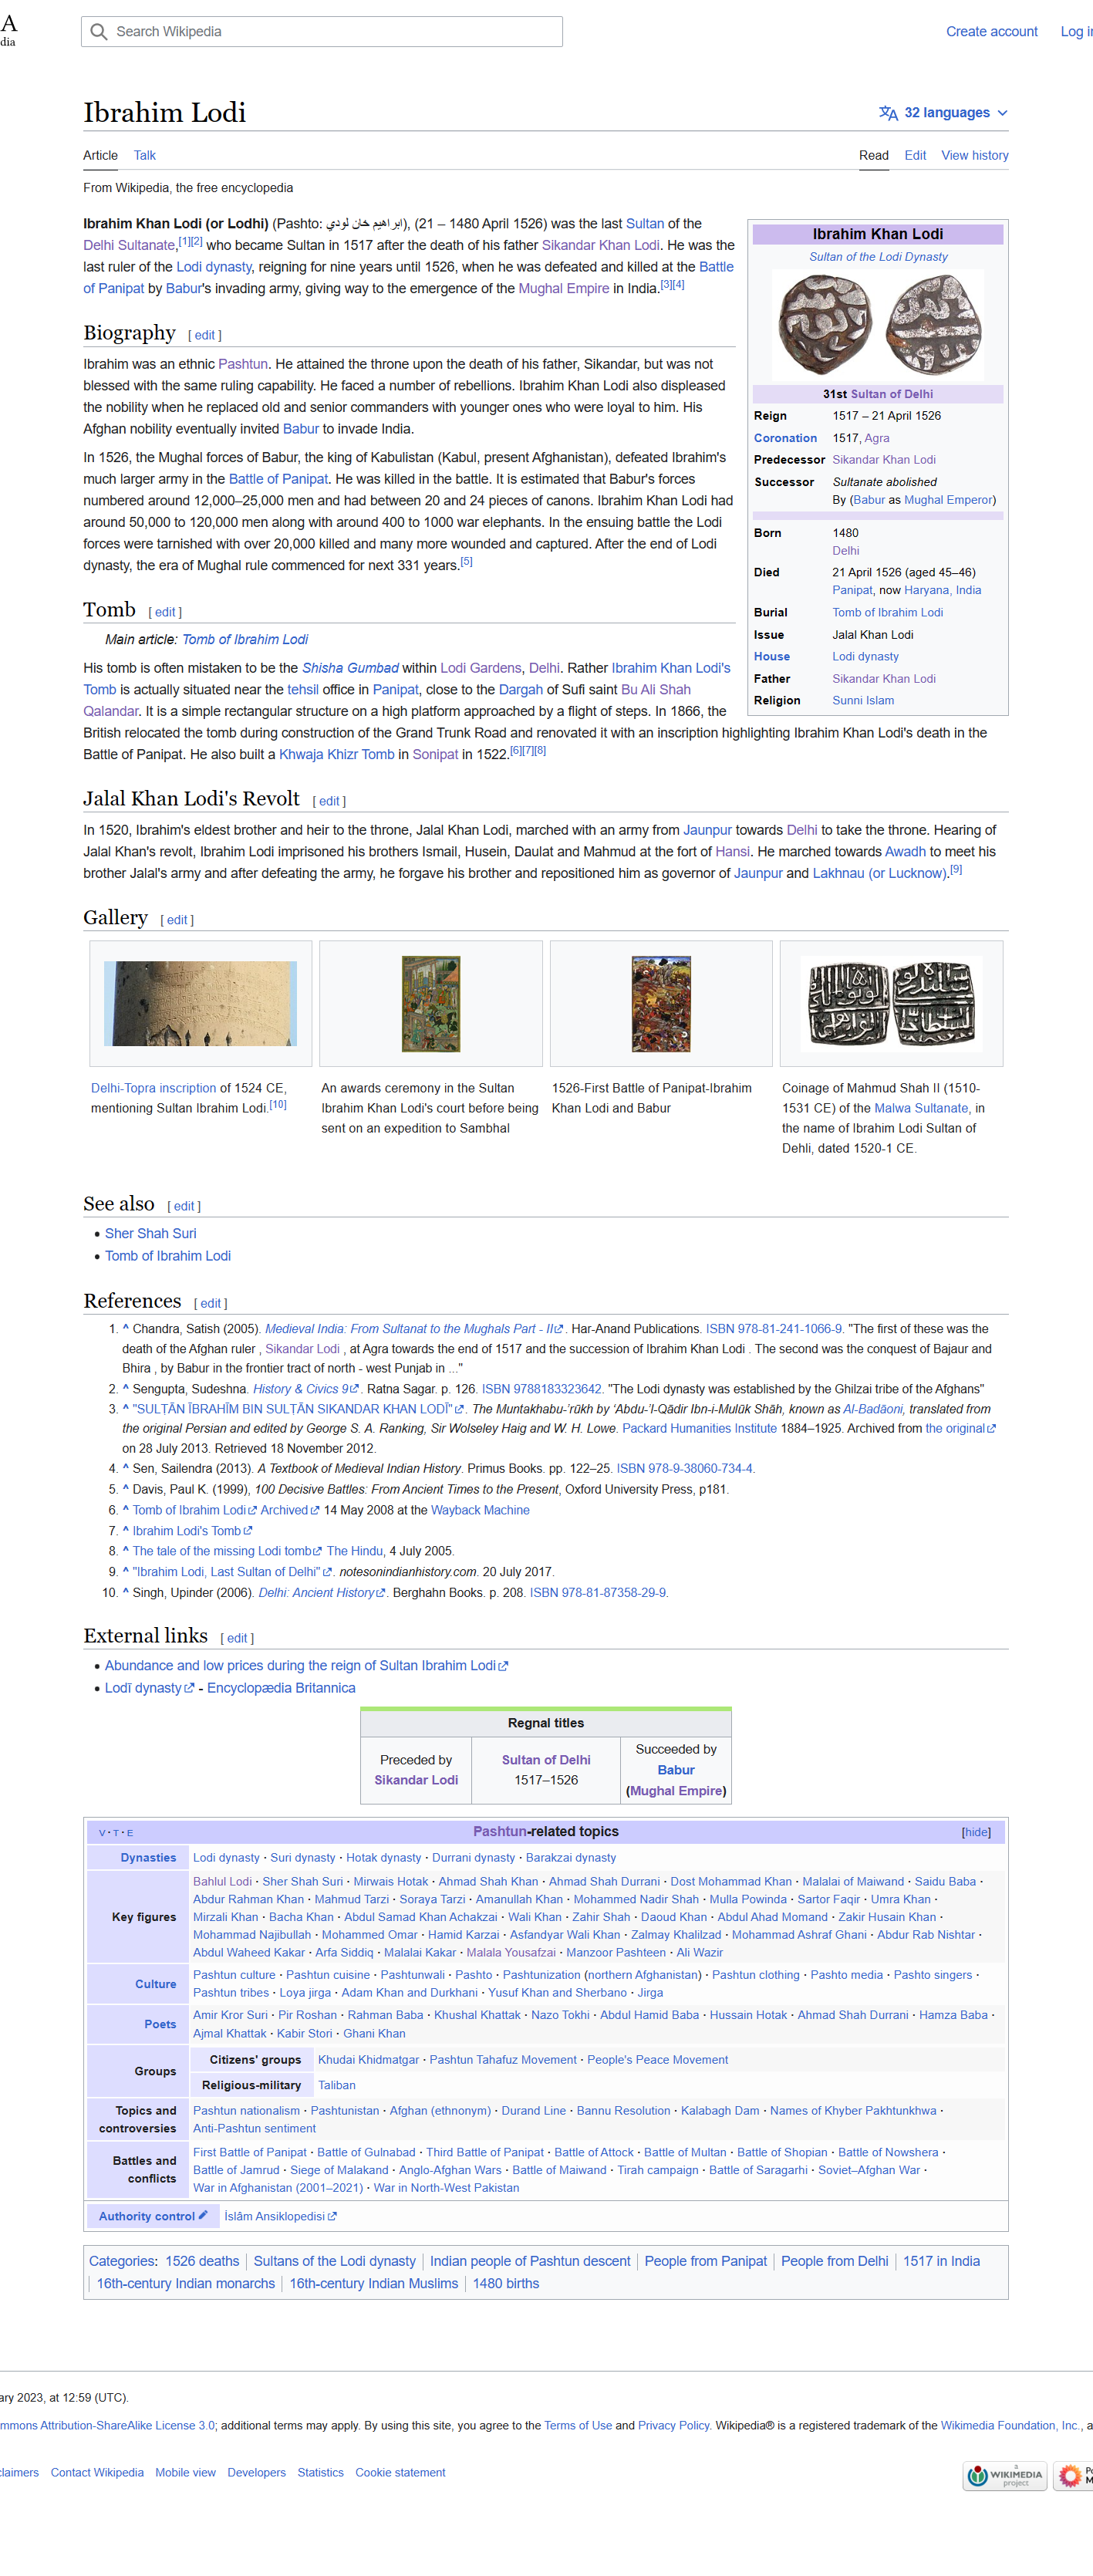 A
dia
Search Wikipedia
Create account
Log i
Ibrahim Lodi
32 languages
Article Talk
Read Edit View history
From Wikipedia, the free encyclopedia
Ibrahim Khan Lodi (or Lodhi) (Pashto: ابراهيم خان لودي), (21 – 1480 April 1526) was the last Sultan of the
Delhi Sultanate,[1][2] who became Sultan in 1517 after the death of his father Sikandar Khan Lodi. He was the
last ruler of the Lodi dynasty, reigning for nine years until 1526, when he was defeated and killed at the Battle
of Panipat by Babur's invading army, giving way to the emergence of the Mughal Empire in India.[3][4]
Ibrahim Khan Lodi
Sultan of the Lodi Dynasty
31st Sultan of Delhi
Reign 1517 – 21 April 1526
Coronation 1517, Agra
Predecessor Sikandar Khan Lodi
Successor Sultanate abolished
By (Babur as Mughal Emperor)
Born 1480
Delhi
Died 21 April 1526 (aged 45–46)
Panipat, now Haryana, India
Burial Tomb of Ibrahim Lodi
Issue Jalal Khan Lodi
House Lodi dynasty
Father Sikandar Khan Lodi
Religion Sunni Islam
Biography [ edit ]
Ibrahim was an ethnic Pashtun. He attained the throne upon the death of his father, Sikandar, but was not
blessed with the same ruling capability. He faced a number of rebellions. Ibrahim Khan Lodi also displeased
the nobility when he replaced old and senior commanders with younger ones who were loyal to him. His
Afghan nobility eventually invited Babur to invade India.
In 1526, the Mughal forces of Babur, the king of Kabulistan (Kabul, present Afghanistan), defeated Ibrahim's
much larger army in the Battle of Panipat. He was killed in the battle. It is estimated that Babur's forces
numbered around 12,000–25,000 men and had between 20 and 24 pieces of canons. Ibrahim Khan Lodi had
around 50,000 to 120,000 men along with around 400 to 1000 war elephants. In the ensuing battle the Lodi
forces were tarnished with over 20,000 killed and many more wounded and captured. After the end of Lodi
dynasty, the era of Mughal rule commenced for next 331 years.[5]
Tomb [ edit ]
Main article: Tomb of Ibrahim Lodi
His tomb is often mistaken to be the Shisha Gumbad within Lodi Gardens, Delhi. Rather Ibrahim Khan Lodi's
Tomb is actually situated near the tehsil office in Panipat, close to the Dargah of Sufi saint Bu Ali Shah
Qalandar. It is a simple rectangular structure on a high platform approached by a flight of steps. In 1866, the
British relocated the tomb during construction of the Grand Trunk Road and renovated it with an inscription highlighting Ibrahim Khan Lodi's death in the
Battle of Panipat. He also built a Khwaja Khizr Tomb in Sonipat in 1522.[6][7][8]
Jalal Khan Lodi's Revolt [ edit ]
In 1520, Ibrahim's eldest brother and heir to the throne, Jalal Khan Lodi, marched with an army from Jaunpur towards Delhi to take the throne. Hearing of
Jalal Khan's revolt, Ibrahim Lodi imprisoned his brothers Ismail, Husein, Daulat and Mahmud at the fort of Hansi. He marched towards Awadh to meet his
brother Jalal's army and after defeating the army, he forgave his brother and repositioned him as governor of Jaunpur and Lakhnau (or Lucknow).[9]
Gallery [ edit ]
Delhi-Topra inscription of 1524 CE,
mentioning Sultan Ibrahim Lodi.[10]
An awards ceremony in the Sultan
Ibrahim Khan Lodi's court before being
sent on an expedition to Sambhal
1526-First Battle of Panipat-Ibrahim
Khan Lodi and Babur
Coinage of Mahmud Shah II (1510-
1531 CE) of the Malwa Sultanate, in
the name of Ibrahim Lodi Sultan of
Dehli, dated 1520-1 CE.
See also [ edit ]
• Sher Shah Suri
• Tomb of Ibrahim Lodi
References [ edit ]
1. ^ Chandra, Satish (2005). Medieval India: From Sultanat to the Mughals Part - II. Har-Anand Publications. ISBN 978-81-241-1066-9. "The first of these was the
death of the Afghan ruler , Sikandar Lodi , at Agra towards the end of 1517 and the succession of Ibrahim Khan Lodi . The second was the conquest of Bajaur and
Bhira , by Babur in the frontier tract of north - west Punjab in ..."
2. ^ Sengupta, Sudeshna. History & Civics 9. Ratna Sagar. p. 126. ISBN 9788183323642. "The Lodi dynasty was established by the Ghilzai tribe of the Afghans"
3. ^ "SULṬĀN ĪBRAHĪM BIN SULṬĀN SIKANDAR KHAN LODĪ". The Muntakhabu-'rūkh by 'Abdu-'l-Qādir Ibn-i-Mulūk Shāh, known as Al-Badāoni, translated from
the original Persian and edited by George S. A. Ranking, Sir Wolseley Haig and W. H. Lowe. Packard Humanities Institute 1884–1925. Archived from the original
on 28 July 2013. Retrieved 18 November 2012.
4. ^ Sen, Sailendra (2013). A Textbook of Medieval Indian History. Primus Books. pp. 122–25. ISBN 978-9-38060-734-4.
5. ^ Davis, Paul K. (1999), 100 Decisive Battles: From Ancient Times to the Present, Oxford University Press, p181.
6. ^ Tomb of Ibrahim Lodi Archived 14 May 2008 at the Wayback Machine
7. ^ Ibrahim Lodi's Tomb
8. ^ The tale of the missing Lodi tomb The Hindu, 4 July 2005.
9. ^ "Ibrahim Lodi, Last Sultan of Delhi". notesonindianhistory.com. 20 July 2017.
10. ^ Singh, Upinder (2006). Delhi: Ancient History. Berghahn Books. p. 208. ISBN 978-81-87358-29-9.
External links [ edit ]
• Abundance and low prices during the reign of Sultan Ibrahim Lodi
• Lodī dynasty - Encyclopædia Britannica
Regnal titles
Preceded by
Sikandar Lodi
Sultan of Delhi
1517–1526
Succeeded by
Babur
(Mughal Empire)
V · T · E
Pashtun-related topics
[hide]
Dynasties Lodi dynasty · Suri dynasty · Hotak dynasty · Durrani dynasty · Barakzai dynasty
Key figures
Bahlul Lodi · Sher Shah Suri · Mirwais Hotak · Ahmad Shah Khan · Ahmad Shah Durrani · Dost Mohammad Khan · Malalai of Maiwand · Saidu Baba ·
Abdur Rahman Khan · Mahmud Tarzi · Soraya Tarzi · Amanullah Khan · Mohammed Nadir Shah · Mulla Powinda · Sartor Faqir · Umra Khan ·
Mirzali Khan · Bacha Khan · Abdul Samad Khan Achakzai · Wali Khan · Zahir Shah · Daoud Khan · Abdul Ahad Momand · Zakir Husain Khan ·
Mohammad Najibullah · Mohammed Omar · Hamid Karzai · Asfandyar Wali Khan · Zalmay Khalilzad · Mohammad Ashraf Ghani · Abdur Rab Nishtar ·
Abdul Waheed Kakar · Arfa Siddiq · Malalai Kakar · Malala Yousafzai · Manzoor Pashteen · Ali Wazir
Culture
Pashtun culture · Pashtun cuisine · Pashtunwali · Pashto · Pashtunization (northern Afghanistan) · Pashtun clothing · Pashto media · Pashto singers ·
Pashtun tribes · Loya jirga · Adam Khan and Durkhani · Yusuf Khan and Sherbano · Jirga
Poets
Amir Kror Suri · Pir Roshan · Rahman Baba · Khushal Khattak · Nazo Tokhi · Abdul Hamid Baba · Hussain Hotak · Ahmad Shah Durrani · Hamza Baba ·
Ajmal Khattak · Kabir Stori · Ghani Khan
Groups
Citizens' groups Khudai Khidmatgar · Pashtun Tahafuz Movement · People's Peace Movement
Religious-military Taliban
Topics and
controversies
Pashtun nationalism · Pashtunistan · Afghan (ethnonym) · Durand Line · Bannu Resolution · Kalabagh Dam · Names of Khyber Pakhtunkhwa ·
Anti-Pashtun sentiment
Battles and
conflicts
First Battle of Panipat · Battle of Gulnabad · Third Battle of Panipat · Battle of Attock · Battle of Multan · Battle of Shopian · Battle of Nowshera ·
Battle of Jamrud · Siege of Malakand · Anglo-Afghan Wars · Battle of Maiwand · Tirah campaign · Battle of Saragarhi · Soviet–Afghan War ·
War in Afghanistan (2001–2021) · War in North-West Pakistan
Authority control İslâm Ansiklopedisi
Categories: 1526 deaths | Sultans of the Lodi dynasty | Indian people of Pashtun descent | People from Panipat | People from Delhi | 1517 in India
| 16th-century Indian monarchs | 16th-century Indian Muslims | 1480 births
ary 2023, at 12:59 (UTC).
mmons Attribution-ShareAlike License 3.0; additional terms may apply. By using this site, you agree to the Terms of Use and Privacy Policy. Wikipedia® is a registered trademark of the Wikimedia Foundation, Inc., a
claimers Contact Wikipedia Mobile view Developers Statistics Cookie statement
a
WIKIMEDIA
project
Po
M